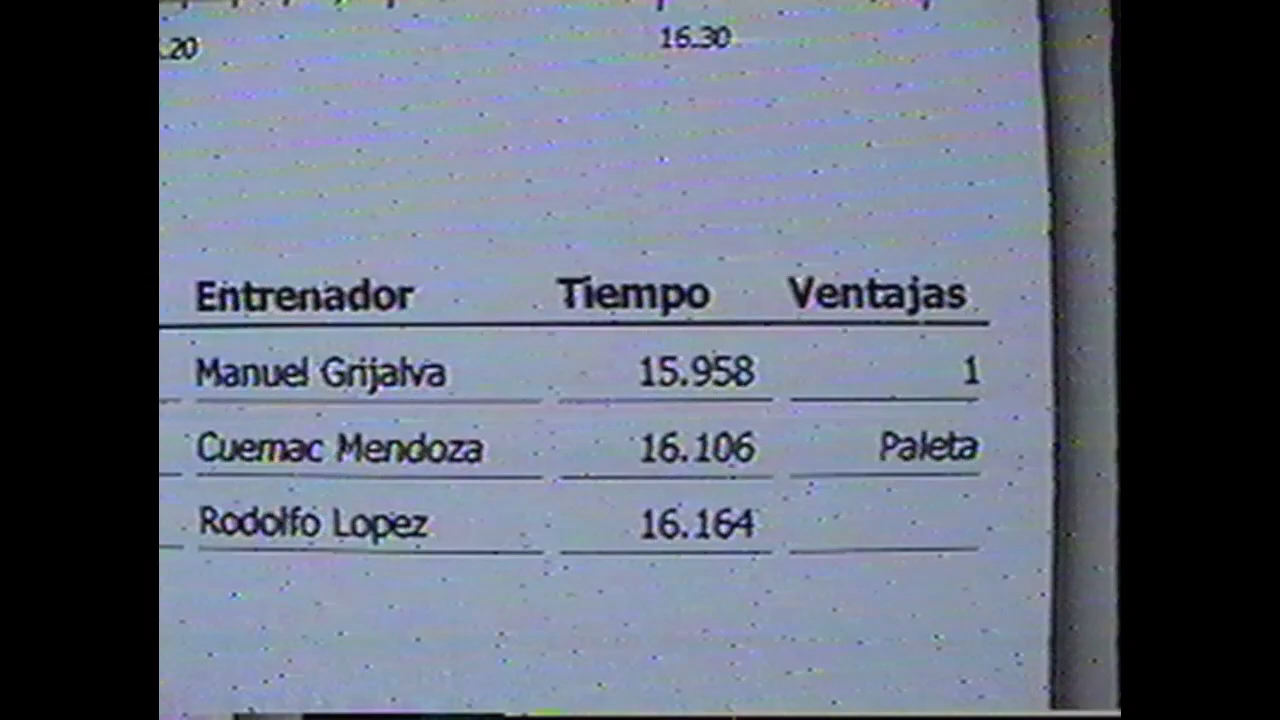 .20 16.30
Entrenador Tiempo Ventajas
Manuel Grijalva 15.958 1
Cuemac Mendoza 16.106 Paleta
Rodolfo Lopez 16.164